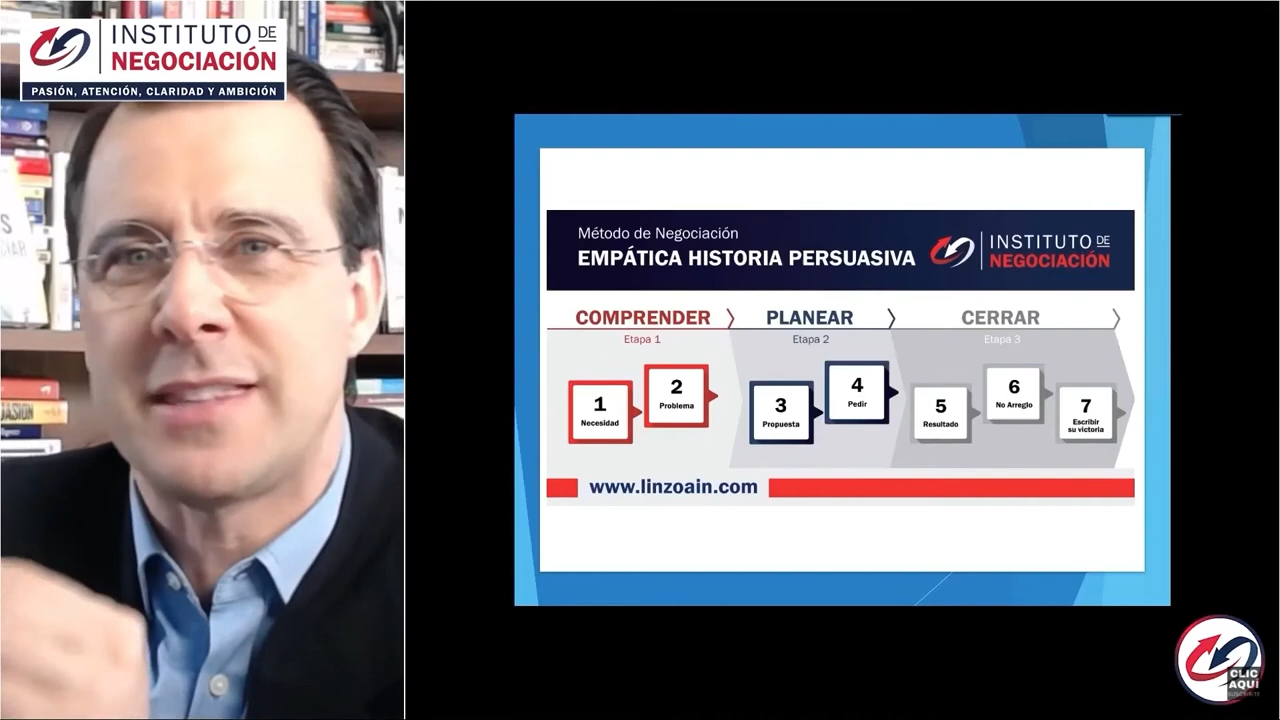 INSTITUTO DE
NEGOCIACIÓN
PASIÓN, ATENCIÓN, CLARIDAD Y AMBICIÓN
Método de Negociación
EMPÁTICA HISTORIA PERSUASIVA
INSTITUTO DE
NEGOCIACIÓN
COMPRENDER
PLANEAR
CERRAR
Etapa 1
Etapa 2
Etapa 3
1
Necesidad
2
Problema
3
Propuesta
4
Pedir
5
Resultado
6
No Arreglo
7
Escribir
su victoria
www.linzoain.com
CLIC
AQUÍ